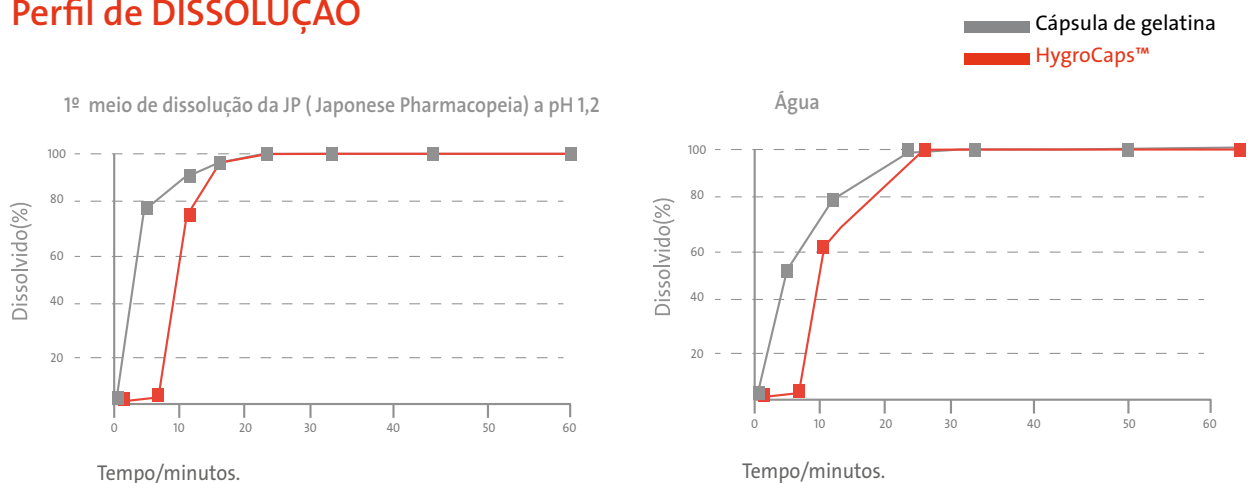 Perfil de DISSOLUÇÃO
Cápsula de gelatina
HygroCaps™
1º meio de dissolução da JP ( Japonese Pharmacopeia) a pH 1,2
Dissolvido(%)
100
80
60
40
20
0 10 20 30 40 50 60
Tempo/minutos.
Água
Dissolvido(%)
100
80
60
40
20
0 10 20 30 40 50 60
Tempo/minutos.